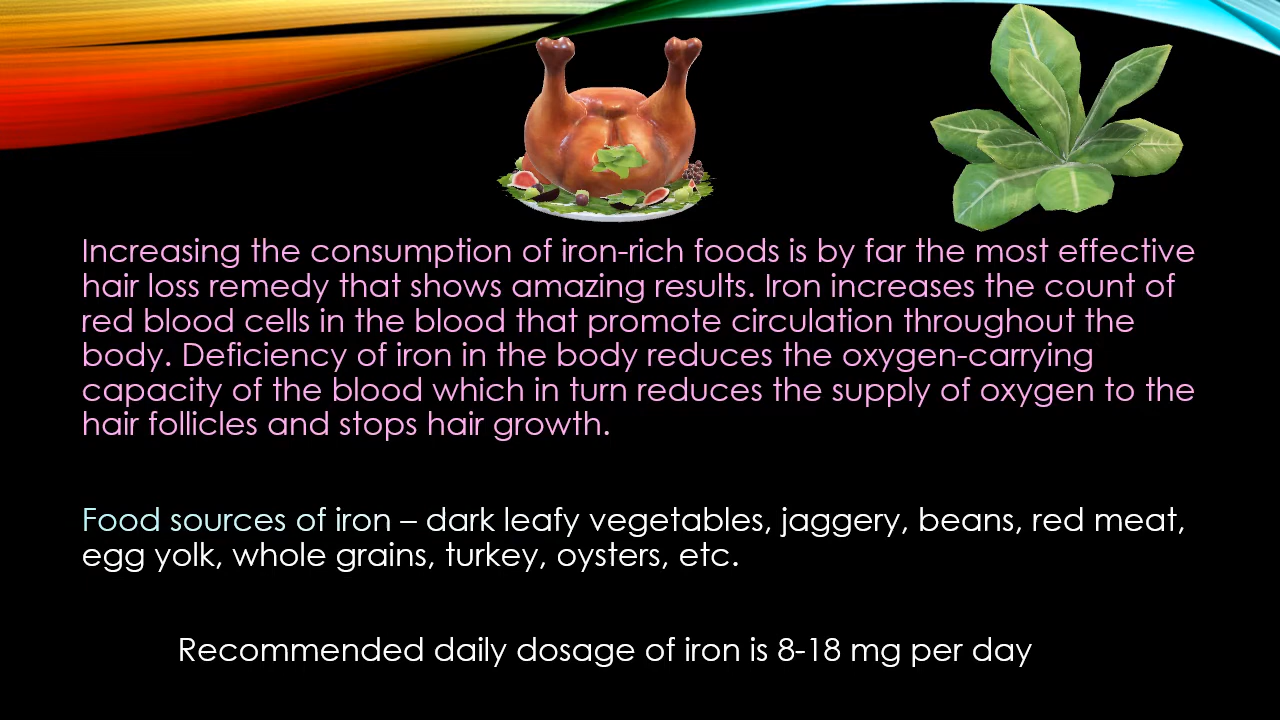 Increasing the consumption of iron-rich foods is by far the most effective
hair loss remedy that shows amazing results. Iron increases the count of
red blood cells in the blood that promote circulation throughout the
body. Deficiency of iron in the body reduces the oxygen-carrying
capacity of the blood which in turn reduces the supply of oxygen to the
hair follicles and stops hair growth.
Food sources of iron – dark leafy vegetables, jaggery, beans, red meat,
egg yolk, whole grains, turkey, oysters, etc.
Recommended daily dosage of iron is 8-18 mg per day